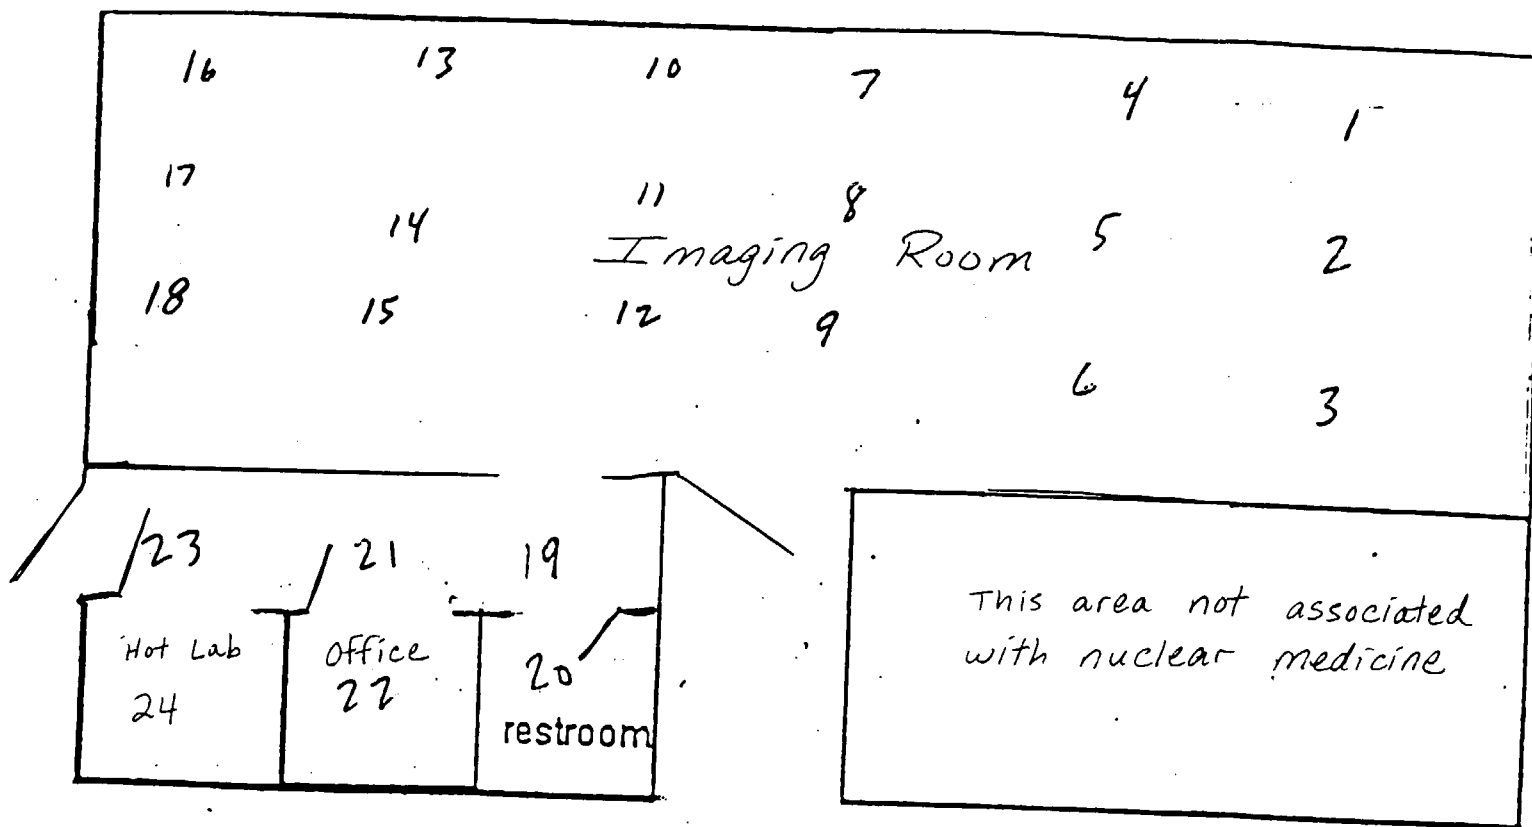 16 13 10 7 4 1
17 11 8
14 5 2
Imaging Room
18 15 12 9
6 3
23 21 19
This area not associated
with nuclear medicine
Hot Lab
24
Office
22
20
restroom